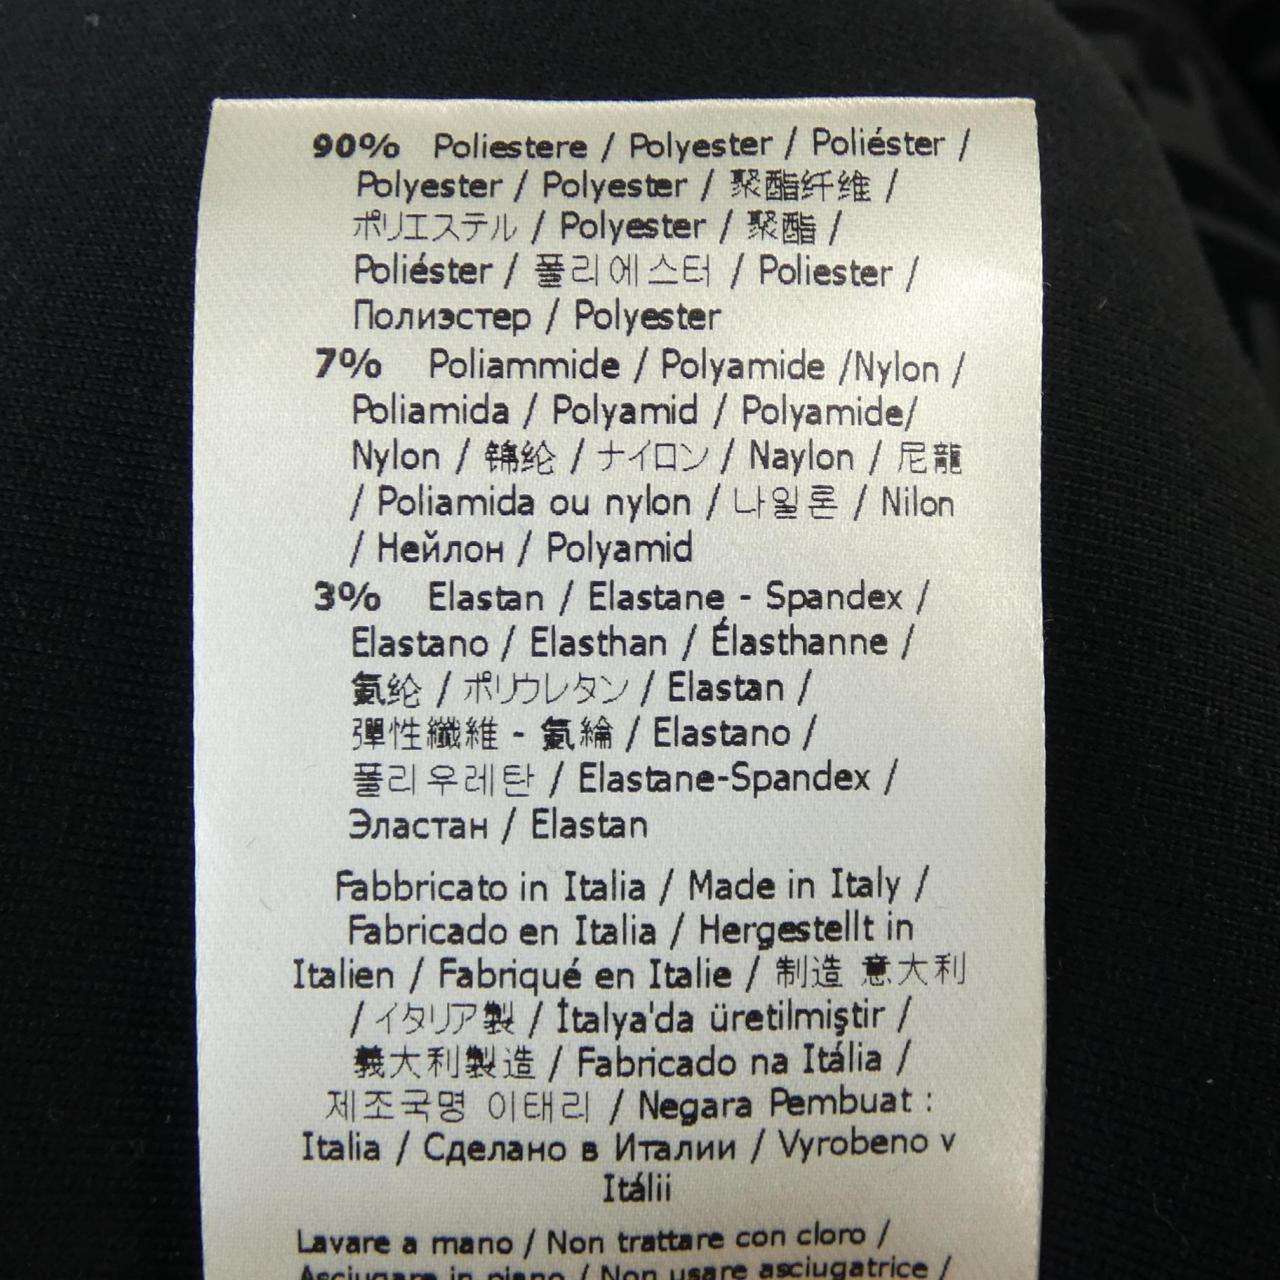 90% Poliestere / Polyester / Poliéster /
Polyester / Polyester / 聚酯纤维 /
ポリエステル / Polyester / 聚酯 /
Poliéster / 폴리에스터 / Poliester /
Полиэстер / Polyester
7% Poliammide / Polyamide /Nylon /
Poliamida / Polyamid / Polyamide/
Nylon / 锦纶 / ナイロン / Naylon / 尼龍
/ Poliamida ou nylon / 나일론 / Nilon
/ Нейлон / Polyamid
3% Elastan / Elastane - Spandex /
Elastano / Elasthan / Élasthanne /
氨纶 / ポリウレタン / Elastan /
彈性纖維 - 氨綸 / Elastano /
폴리우레탄 / Elastane-Spandex /
Эластан / Elastan
Fabbricato in Italia / Made in Italy /
Fabricado en Italia / Hergestellt in
Italien / Fabriqué en Italie / 制造 意大利
/ イタリア製 / İtalya'da üretilmiştir /
義大利製造 / Fabricado na Itália /
제조국명 이태리 / Negara Pembuat :
Italia / Сделано в Италии / Vyrobeno v
Itálii
Lavare a mano / Non trattare con cloro /
Asciugare in piano / Non usare asciugatrice /